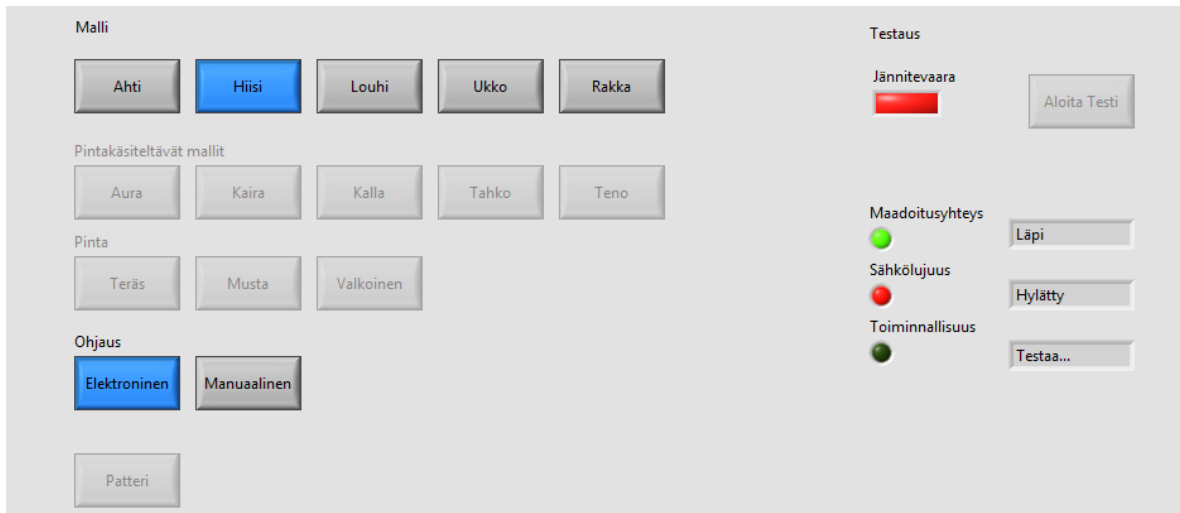 Malli
Ahti Hiisi Louhi Ukko Rakka
Pintakäsiteltävät mallit
Aura Kaira Kalla Tahko Teno
Pinta
Teräs Musta Valkoinen
Ohjaus
Elektroninen Manuaalinen
Patteri
Testaus
Jännitevaara
Aloita Testi
Maadoitusyhteys
Läpi
Sähkölujuus
Hylätty
Toiminnallisuus
Testaa...